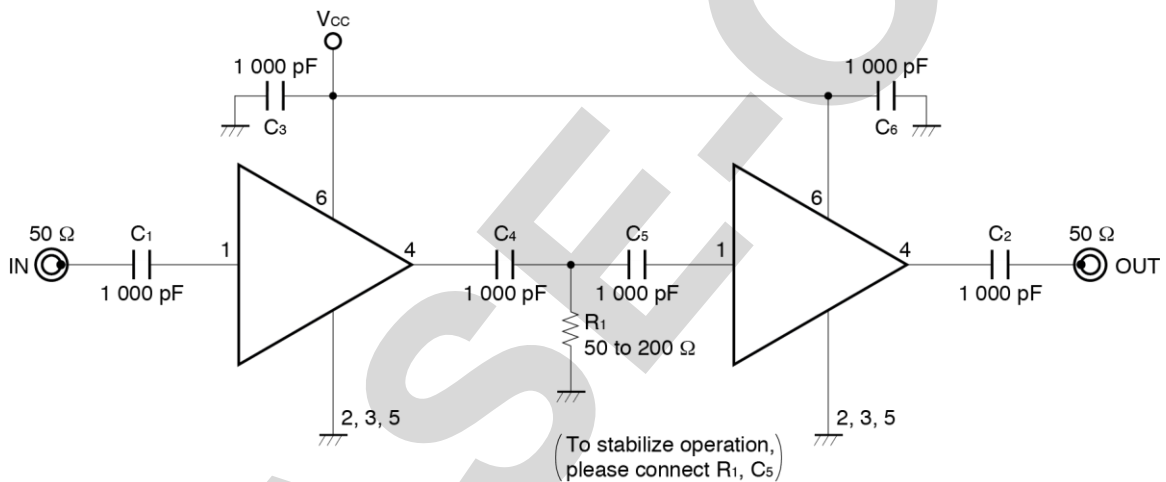 VCC
1 000 pF
C3
1 000 pF
C6
6
6
50 Ω
IN
C1
1 000 pF
1
4
C4
1 000 pF
C5
1 000 pF
R1
50 to 200 Ω
1
4
C2
1 000 pF
50 Ω
OUT
2, 3, 5
2, 3, 5
(To stabilize operation,
please connect R1, C5)